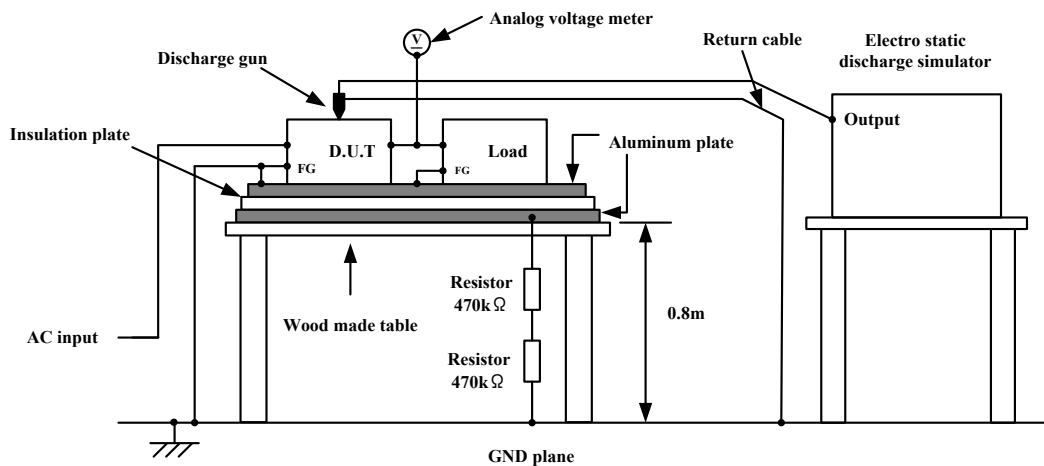 Analog voltage meter
V
Return cable
Electro static
discharge simulator
Discharge gun
Insulation plate
Output
D.U.T
Load
Aluminum plate
FG
FG
Resistor
470kΩ
0.8m
Wood made table
AC input
Resistor
470kΩ
GND plane